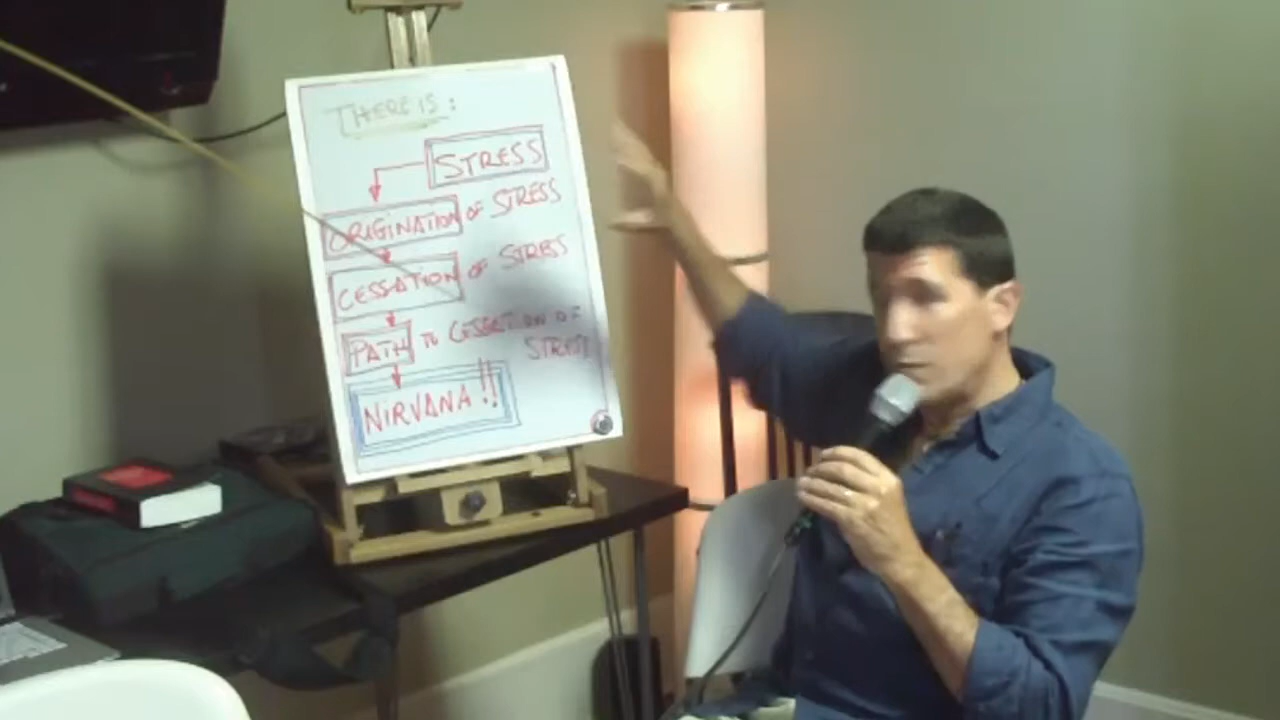 THERE IS:
STRESS
ORIGINATION OF STRESS
CESSATION OF STRESS
PATH TO CESSATION OF
STRESS
NIRVANA!!